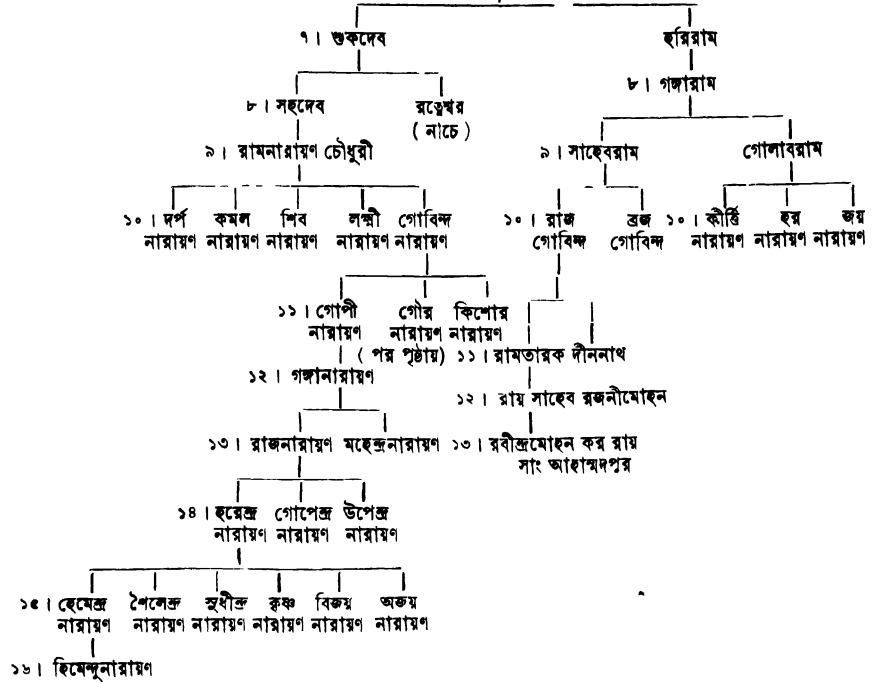 ৭। শুকদেব হরিরাম
৮। গঙ্গারাম
৮। সহদেব রত্নেশ্বর
( নাচে )
৯। রামনারায়ণ চৌধুরী ৯। সাহেবরাম গোলাবরাম
১০। দর্প কমল শিব লক্ষ্মী গোবিন্দ ১০। রাজ ব্রজ ১০। কীর্ত্তি হর জয়
নারায়ণ নারায়ণ নারায়ণ নারায়ণ নারায়ণ গোবিন্দ গোবিন্দ নারায়ণ নারায়ণ নারায়ণ
১১। গোপী গৌর কিশোর
নারায়ণ নারায়ণ নারায়ণ
( পর পৃষ্ঠায় ) ১১। রামতারক দীননাথ
১২। গঙ্গানারায়ণ
১২। রায় সাহেব রজনীমোহন
১৩। রাজনারায়ণ মহেন্দ্রনারায়ণ ১৩। রবীন্দ্রমোহন কর রায়
সাং আহাম্মদপুর
১৪। হরেন্দ্র গোপেন্দ্র উপেন্দ্র
নারায়ণ নারায়ণ নারায়ণ
১৫। হেমেন্দ্র শৈলেন্দ্র সুধীন্দ্র কৃষ্ণ বিজয় অজয়
নারায়ণ নারায়ণ নারায়ণ নারায়ণ নারায়ণ নারায়ণ
১৬। হিমেন্দুনারায়ণ